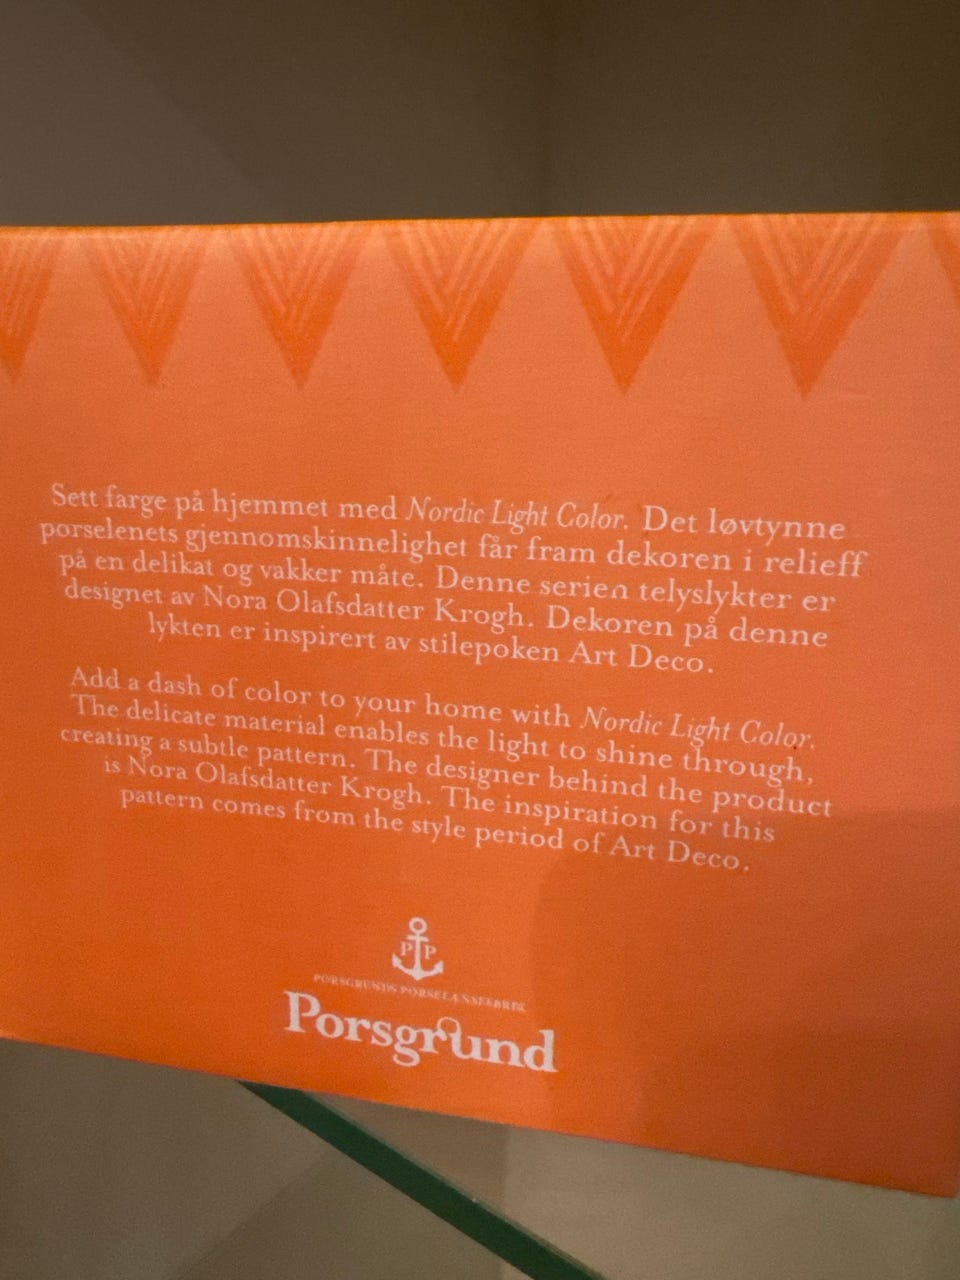 Sett farge på hjemmet med Nordic Light Color. Det løvtynne
porselenets gjennomskinnelighet får fram dekoren i relieff
på en delikat og vakker måte. Denne serien telyslykter er
designet av Nora Olafsdatter Krogh. Dekoren på denne
lykten er inspirert av stilepoken Art Deco.
Add a dash of color to your home with Nordic Light Color.
The delicate material enables the light to shine through,
creating a subtle pattern. The designer behind the product
is Nora Olafsdatter Krogh. The inspiration for this
pattern comes from the style period of Art Deco.
P P
PORSGRUNDS PORSELÆNSFABRIK
Porsgrund